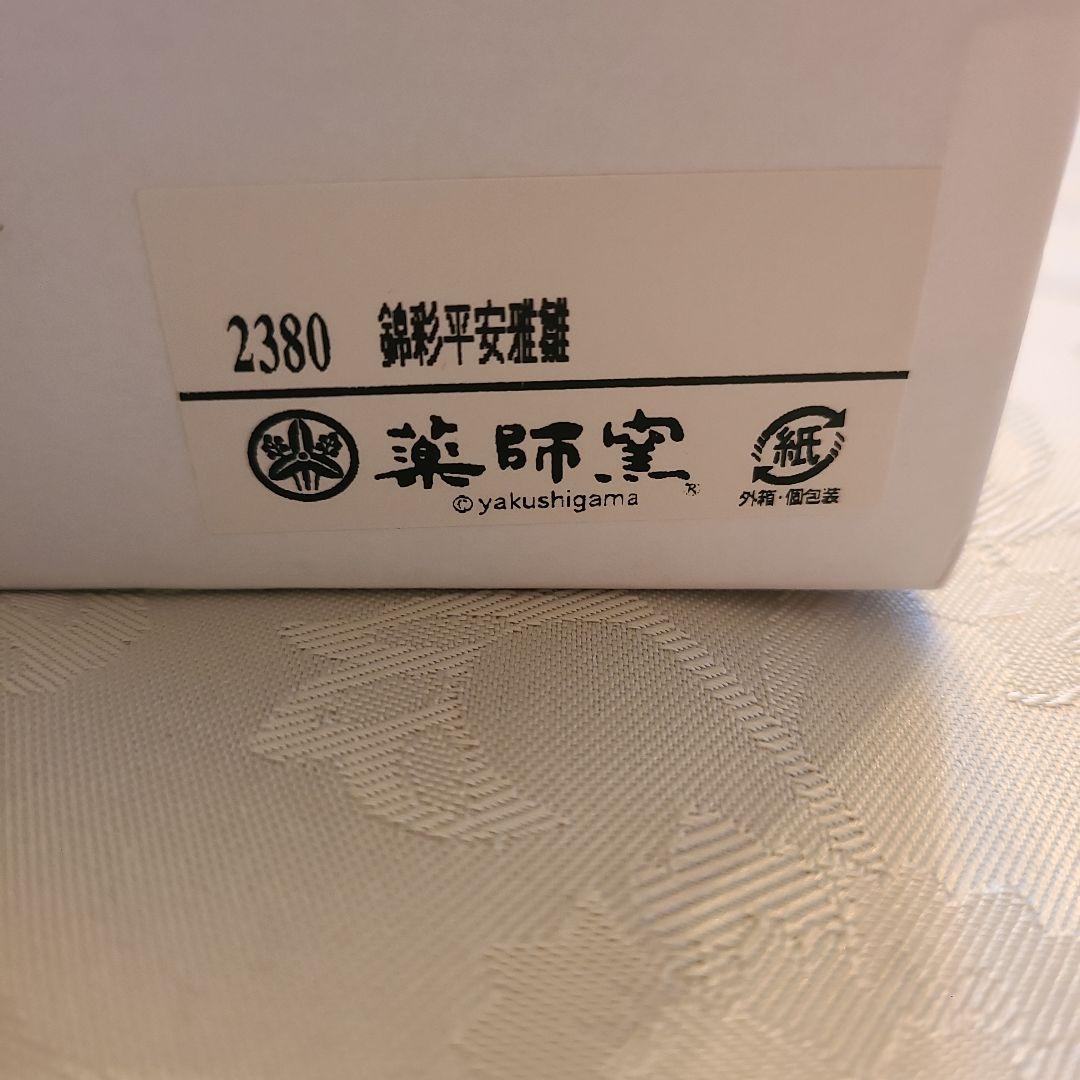 2380 錦彩平安雅雛
薬師窯®
©yakushigama
紙
外箱・個包装